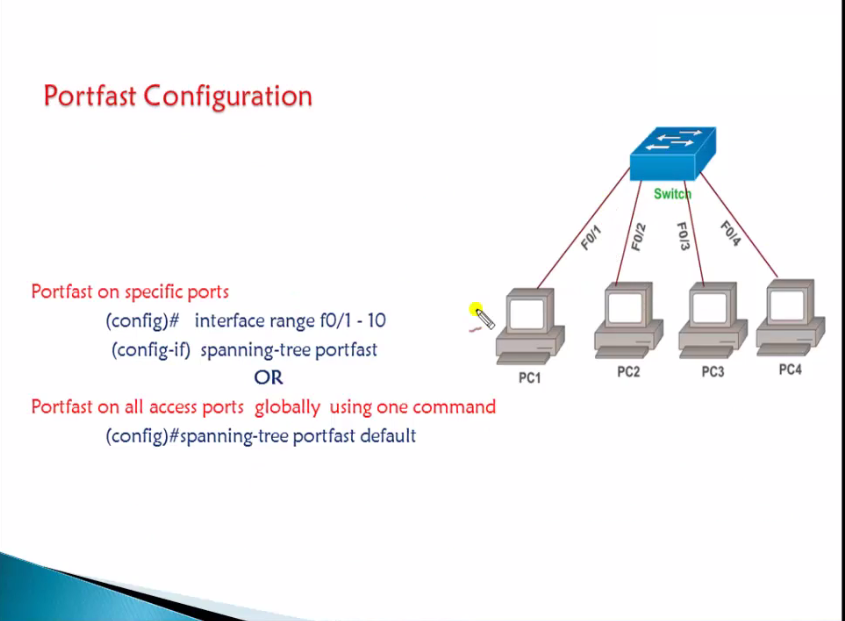 Portfast Configuration
Switch
F0/1
F0/2
F0/3
F0/4
Portfast on specific ports
(config)# interface range f0/1 - 10
(config-if) spanning-tree portfast
OR
Portfast on all access ports globally using one command
(config)#spanning-tree portfast default
PC1
PC2
PC3
PC4